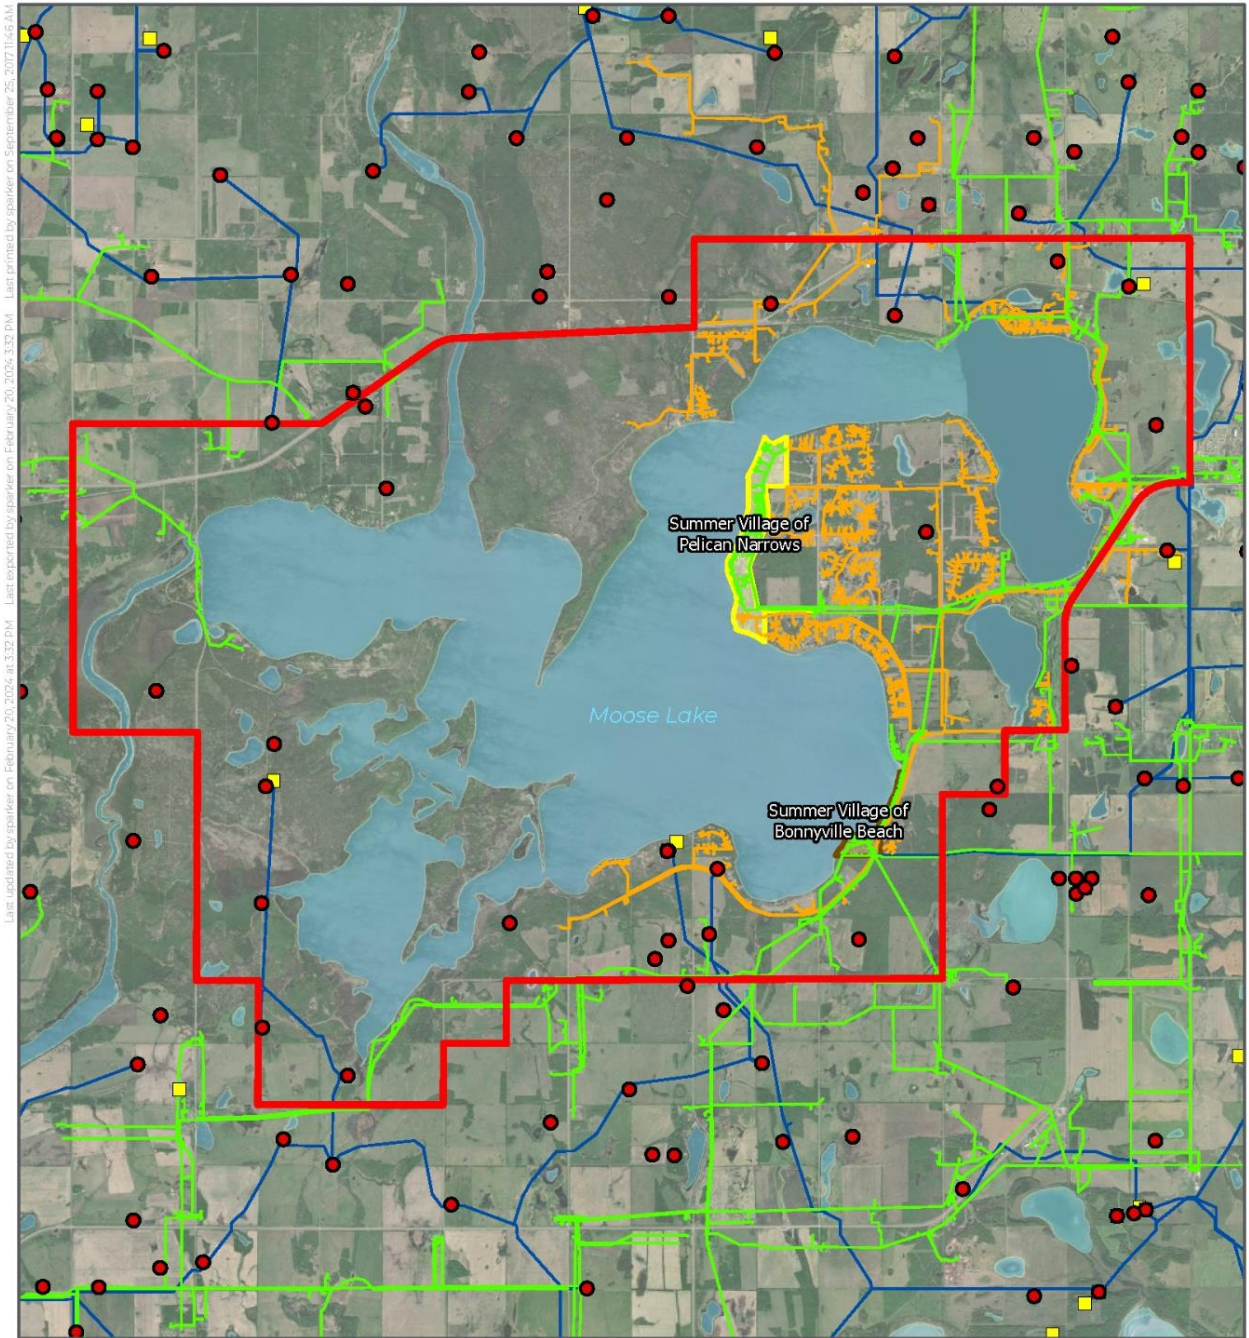 Last updated by sparker on February 20, 2024 at 3:32 PM    Last exported by sparker on February 20, 2024 3:32 PM    Last printed by sparker on September 25, 2017 11:46 AM
Summer Village of
Pelican Narrows
Moose Lake
Summer Village of
Bonnyville Beach